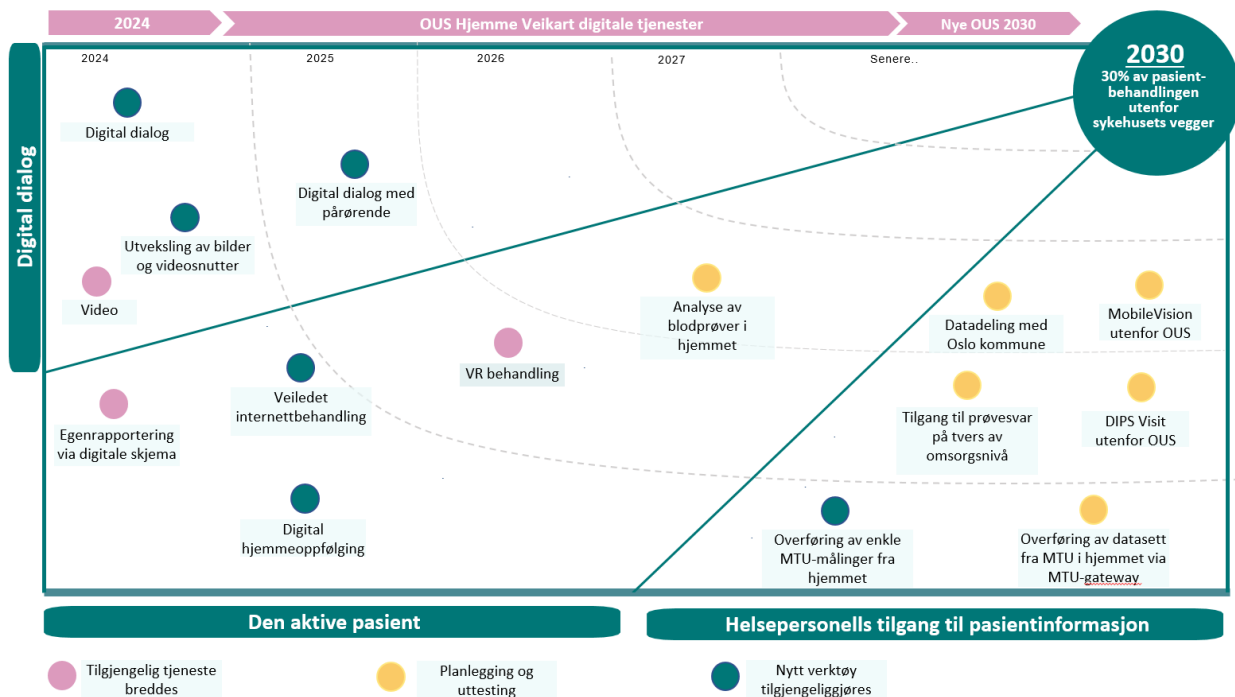 2024
OUS Hjemme Veikart digitale tjenester
Nye OUS 2030
2024
2025
2026
2027
Senere..
2030
30% av pasient-
behandlingen
utenfor
sykehusets vegger
Digital dialog
Digital dialog
Digital dialog med
pårørende
Utveksling av bilder
og videosnutter
Video
Analyse av
blodprøver i
hjemmet
Datadeling med
Oslo kommune
MobileVision
utenfor OUS
VR behandling
Veiledet
internettbehandling
Egenrapportering
via digitale skjema
Tilgang til prøvesvar
på tvers av
omsorgsnivå
DIPS Visit
utenfor OUS
Digital
hjemmeoppfølging
Overføring av enkle
MTU-målinger fra
hjemmet
Overføring av datasett
fra MTU i hjemmet via
MTU-gateway
Den aktive pasient
Helsepersonells tilgang til pasientinformasjon
Tilgjengelig tjeneste
breddes
Planlegging og
uttesting
Nytt verktøy
tilgjengeliggjøres